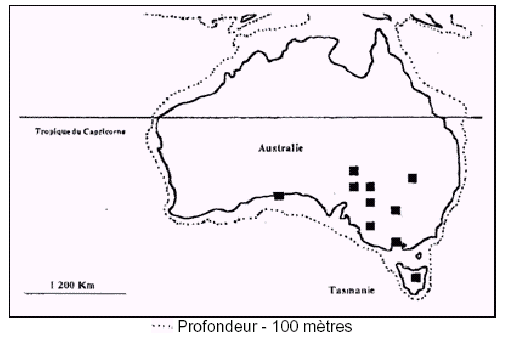 Tropique du Capricorne
Australie
1 200 Km
Tasmanie
Profondeur - 100 mètres